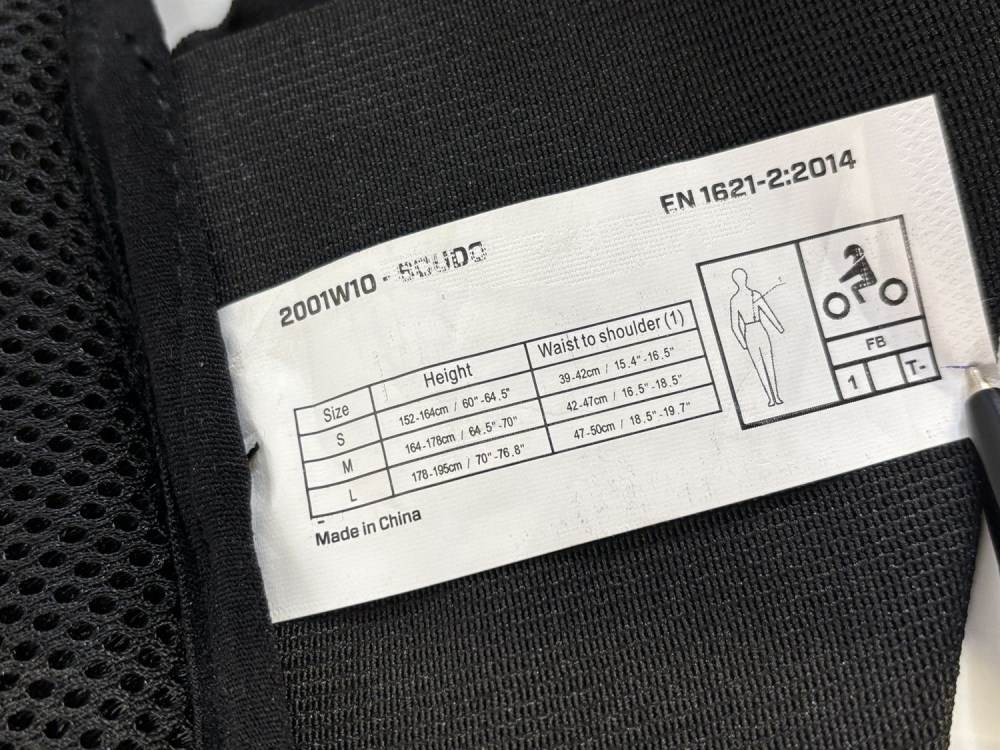 2001W10 - SCUDO
EN 1621-2:2014
Size Height Waist to shoulder (1)
S 152-164cm / 60"-64.5" 39-42cm / 15.4"-16.5"
M 164-178cm / 64.5"-70" 42-47cm / 16.5"-18.5"
L 178-195cm / 70"-76.8" 47-50cm / 18.5"-19.7"
FB
1 T-
Made in China